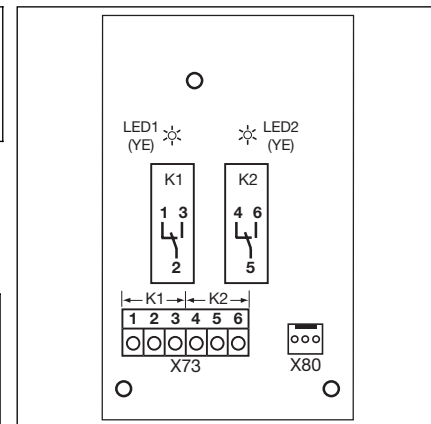 LED1 LED2
(YE) (YE)
K1 K2
1 3 4 6
2 5
K1 K2
1 2 3 4 5 6
X73 X80